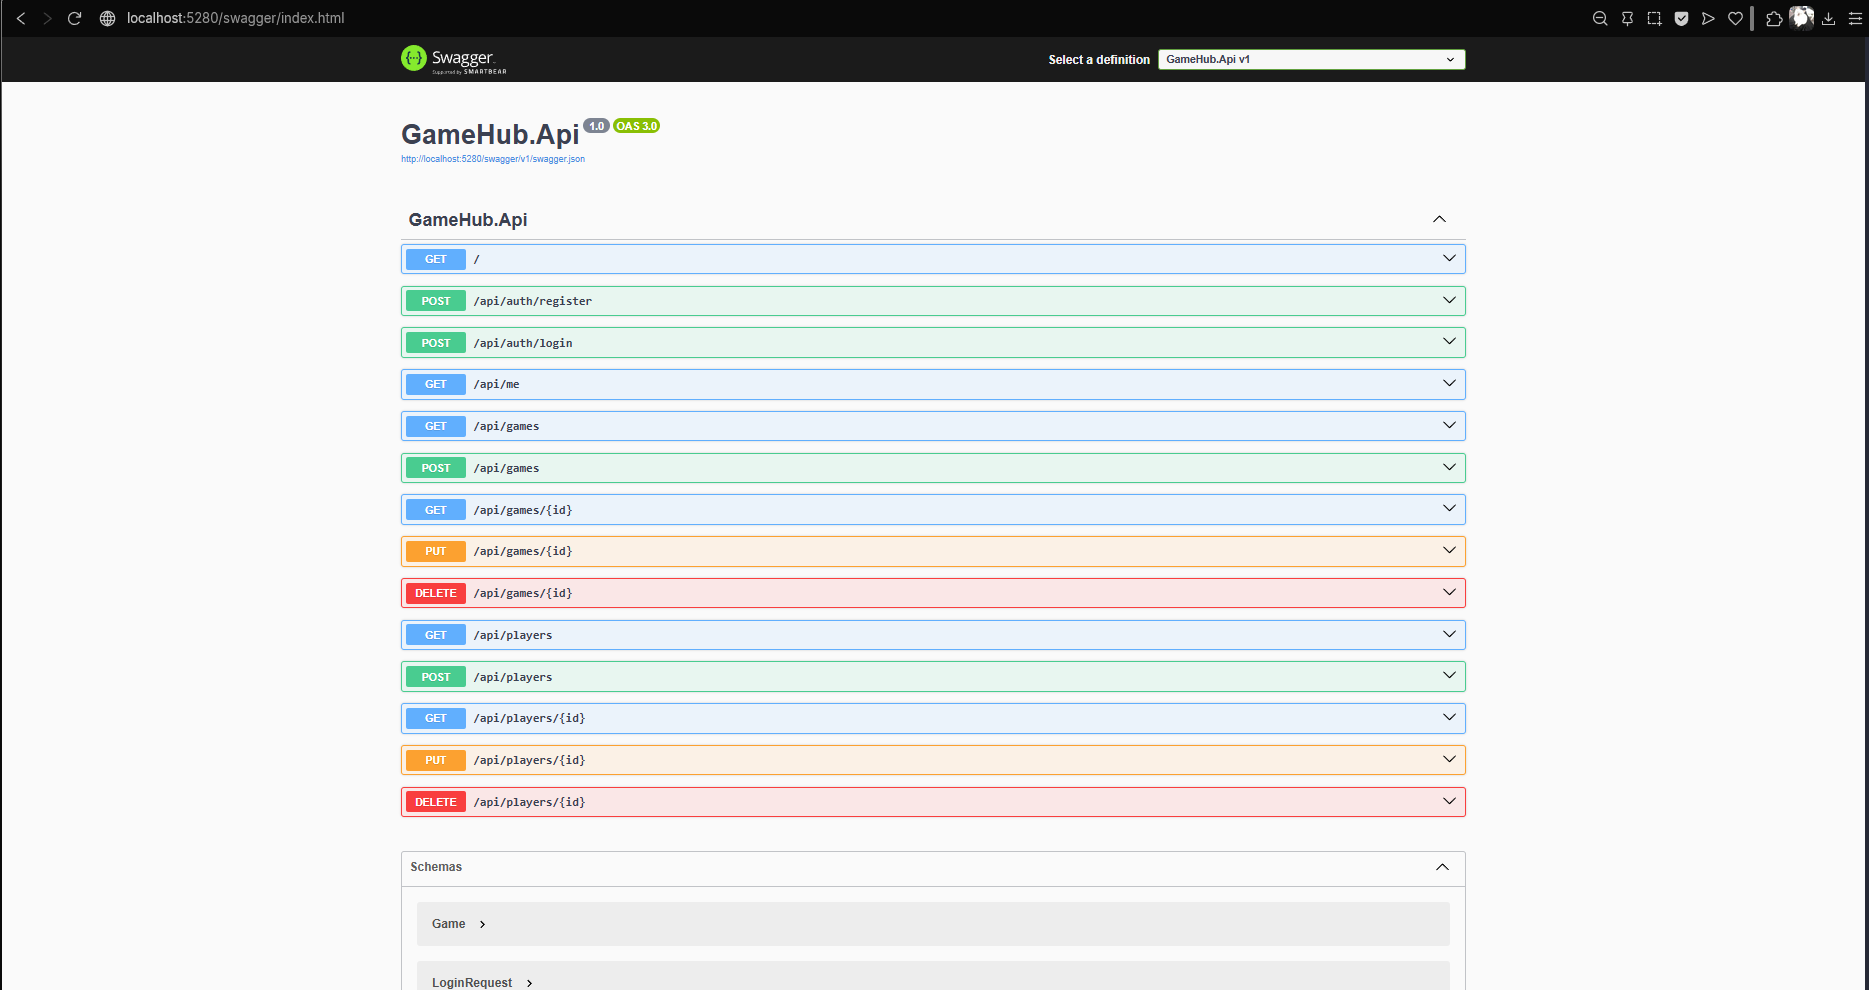 localhost:5280/swagger/index.html
Swagger
Supported by SMARTBEAR
Select a definition
GameHub.Api v1
GameHub.Api 1.0 OAS 3.0
http://localhost:5280/swagger/v1/swagger.json
GameHub.Api
GET /
POST /api/auth/register
POST /api/auth/login
GET /api/me
GET /api/games
POST /api/games
GET /api/games/{id}
PUT /api/games/{id}
DELETE /api/games/{id}
GET /api/players
POST /api/players
GET /api/players/{id}
PUT /api/players/{id}
DELETE /api/players/{id}
Schemas
Game
LoginRequest